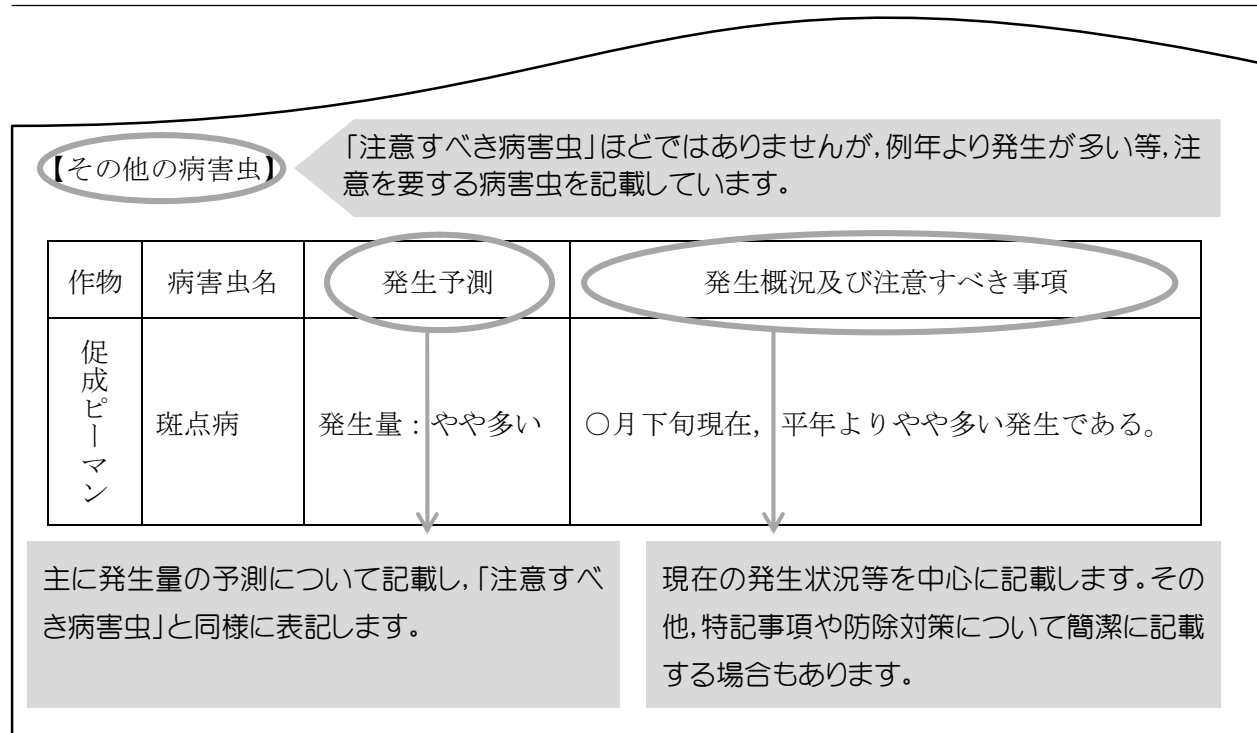 【その他の病害虫】
「注意すべき病害虫」ほどではありませんが,例年より発生が多い等,注
意を要する病害虫を記載しています。
作物 病害虫名 発生予測 発生概況及び注意すべき事項
促成ピーマン 斑点病 発生量:やや多い ○月下旬現在,平年よりやや多い発生である。
主に発生量の予測について記載し,「注意すべ
き病害虫」と同様に表記します。
現在の発生状況等を中心に記載します。その
他,特記事項や防除対策について簡潔に記載
する場合もあります。